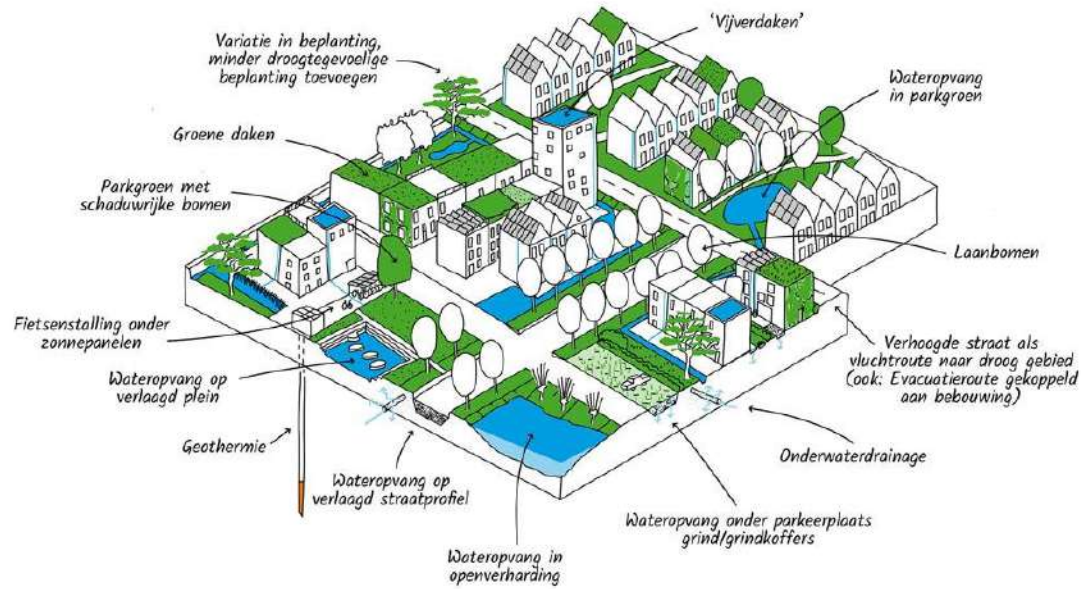 'Vijverdaken'
Variatie in beplanting,
minder droogtegevoelige
beplanting toevoegen
Wateropvang
in parkgroen
Groene daken
Parkgroen met
schaduwrijke bomen
Laanbomen
Fietsenstalling onder
zonnepanelen
Verhoogde straat als
vluchtroute naar droog gebied
(ook: Evacuatieroute gekoppeld
aan bebouwing)
Wateropvang op
verlaagd plein
Geothermie
Onderwaterdrainage
Wateropvang op
verlaagd straatprofiel
Wateropvang onder parkeerplaats
grind/grindkoffers
Wateropvang in
openverharding